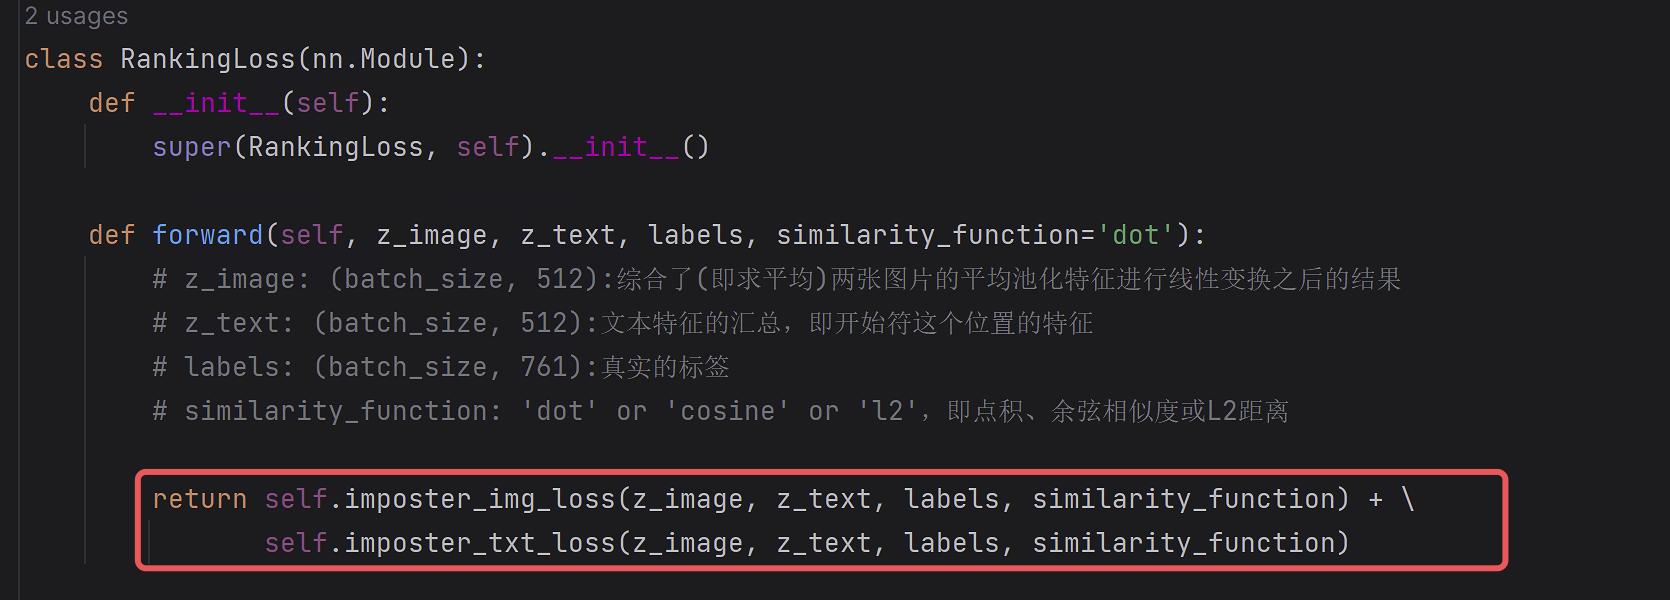 2 usages
class RankingLoss(nn.Module):
def __init__(self):
super(RankingLoss, self).__init__()
def forward(self, z_image, z_text, labels, similarity_function='dot'):
# z_image: (batch_size, 512):综合了(即求平均)两张图片的平均池化特征进行线性变换之后的结果
# z_text: (batch_size, 512):文本特征的汇总，即开始符这个位置的特征
# labels: (batch_size, 761):真实的标签
# similarity_function: 'dot' or 'cosine' or 'l2'，即点积、余弦相似度或L2距离
return self.imposter_img_loss(z_image, z_text, labels, similarity_function) + \
self.imposter_txt_loss(z_image, z_text, labels, similarity_function)